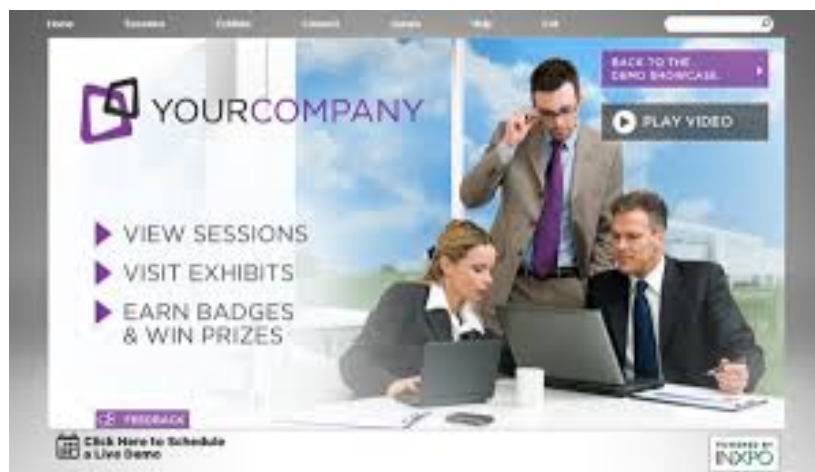 Home
Sessions
Exhibits
Connect
Games
Help
Exit
BACK TO THE
DEMO SHOWCASE
YOURCOMPANY
PLAY VIDEO
VIEW SESSIONS
VISIT EXHIBITS
EARN BADGES
& WIN PRIZES
FEEDBACK
Click Here to Schedule
a Live Demo
POWERED BY
INXPO